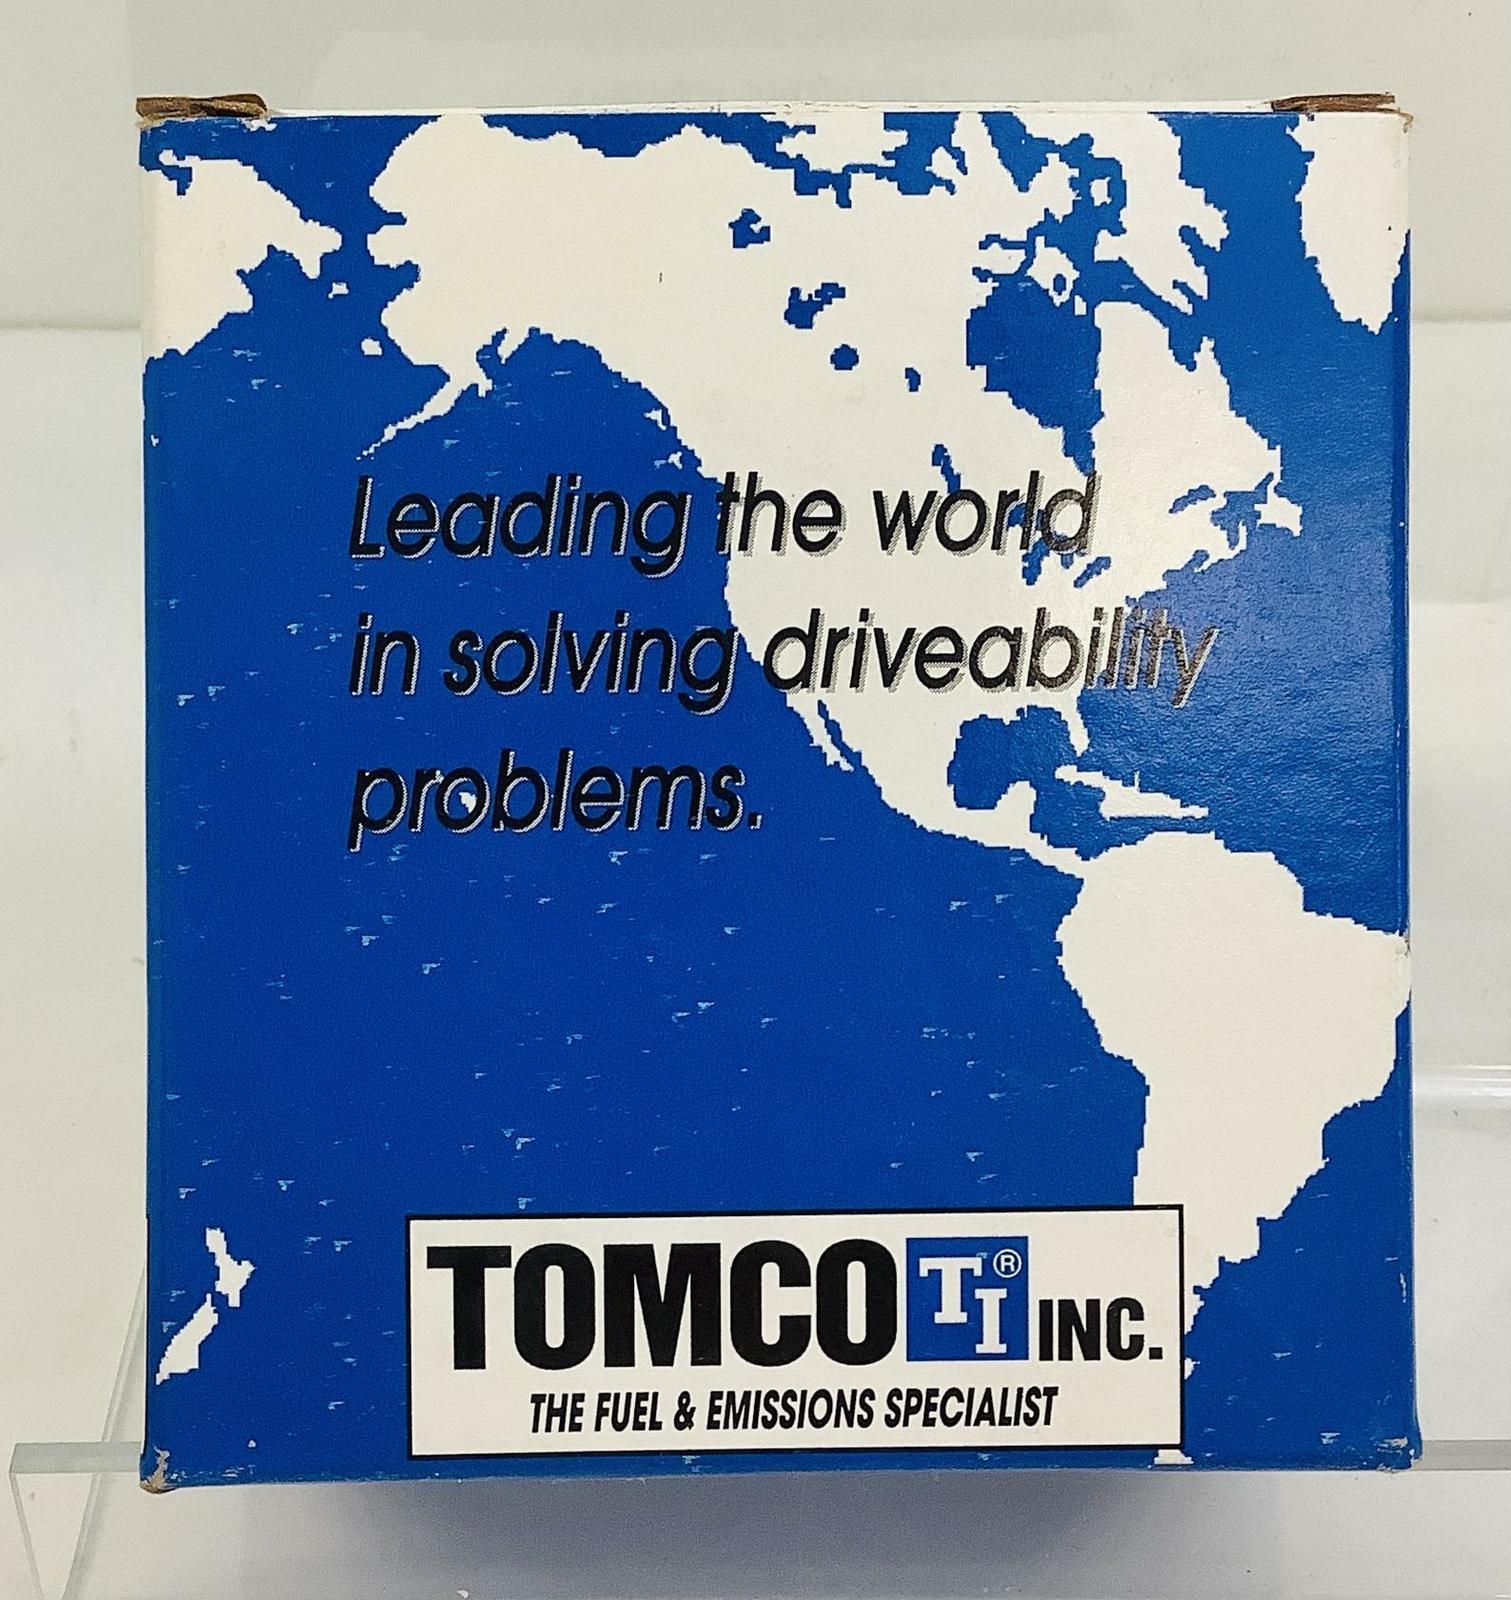 Leading the world
in solving driveability
problems.
TOMCO TI® INC.
THE FUEL & EMISSIONS SPECIALIST